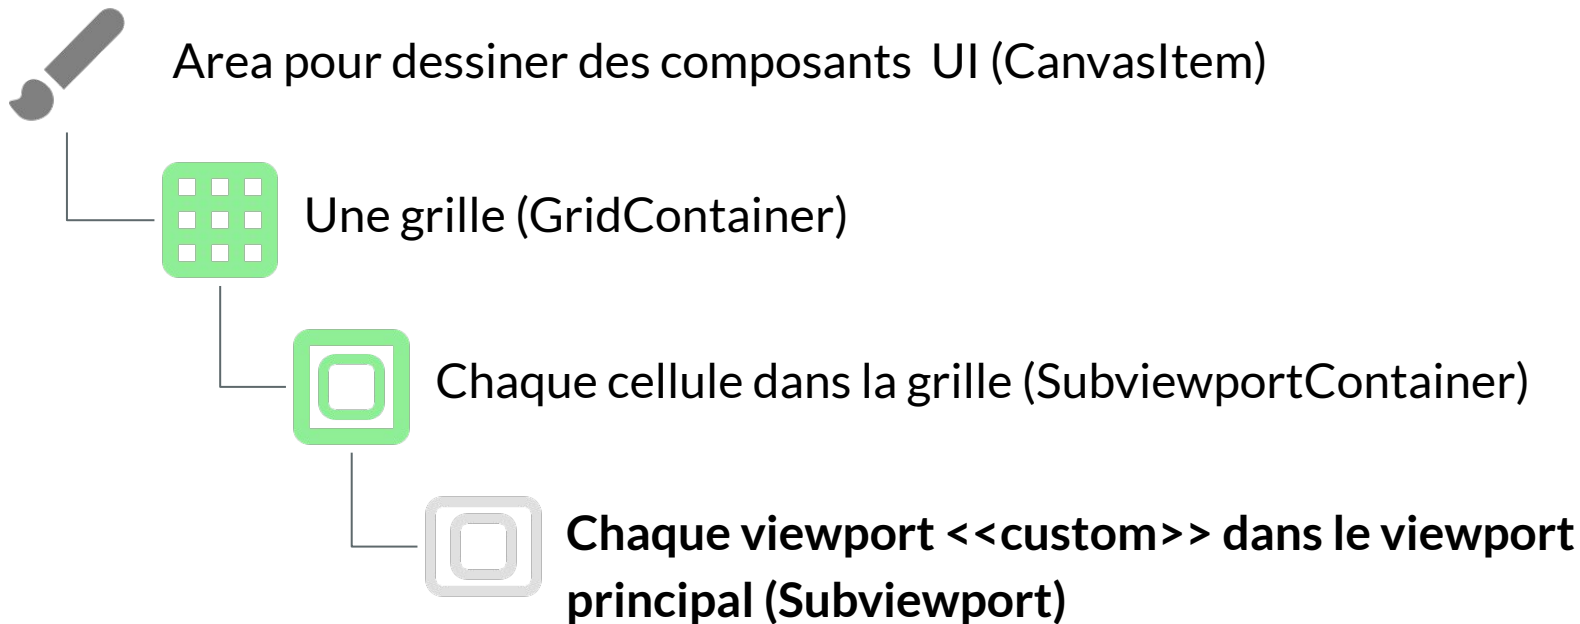 Area pour dessiner des composants  UI (CanvasItem)
Une grille (GridContainer)
Chaque cellule dans la grille (SubviewportContainer)
Chaque viewport <<custom>> dans le viewport
principal (Subviewport)